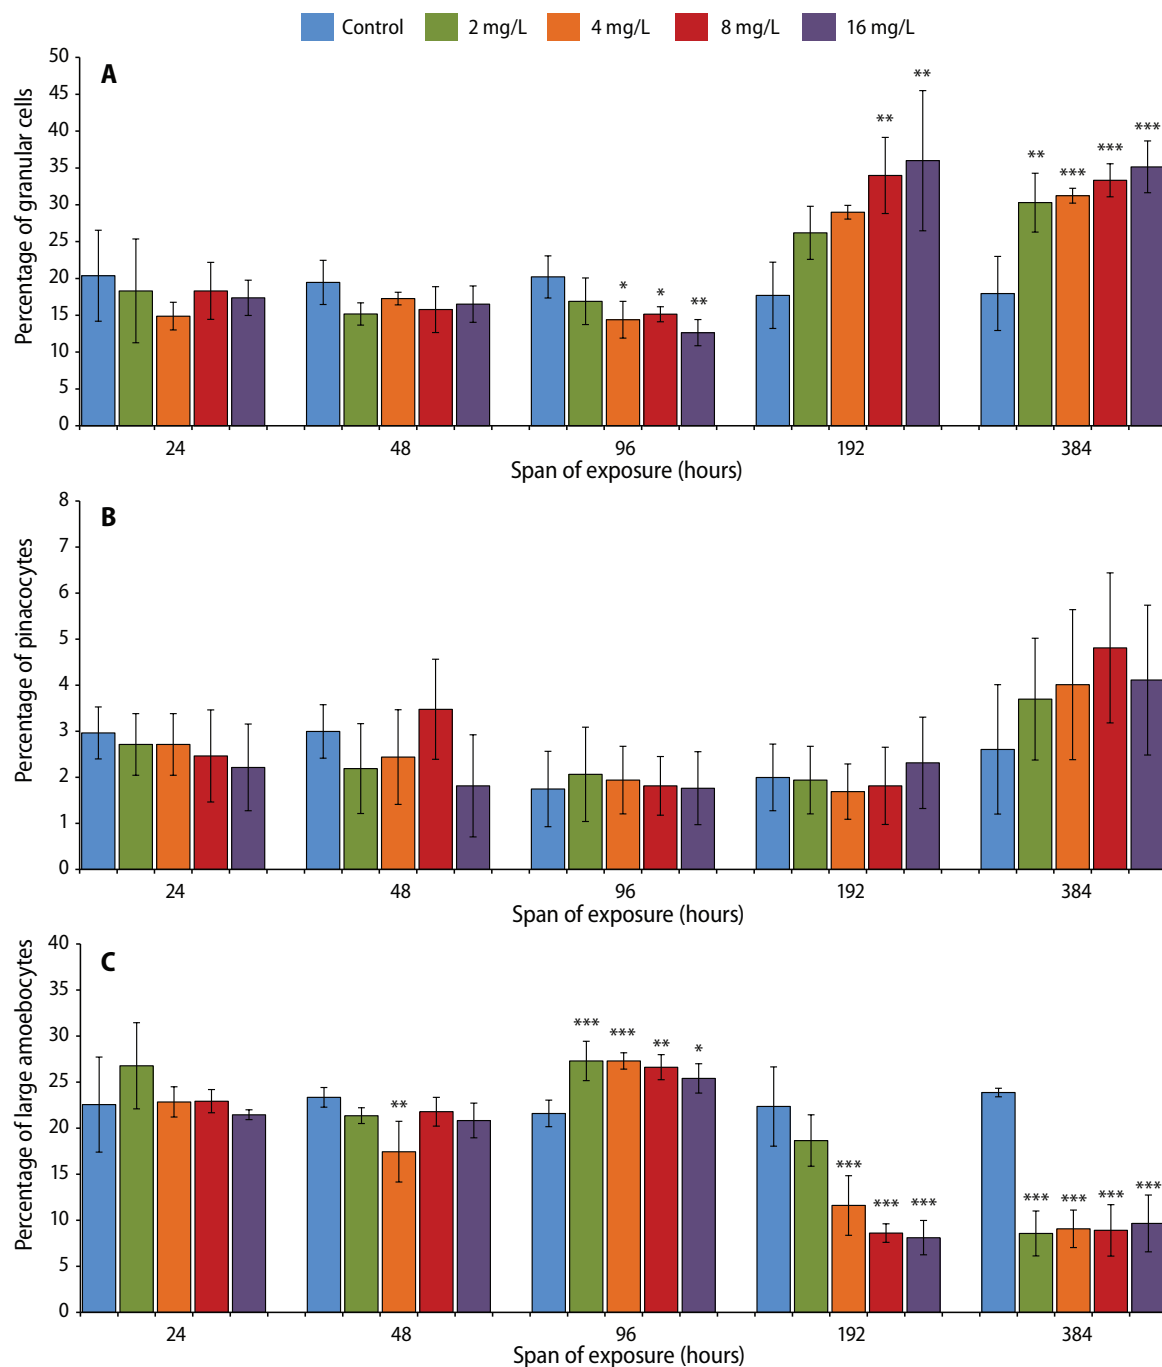 Control 2 mg/L 4 mg/L 8 mg/L 16 mg/L
A
Percentage of granular cells
50
45
40
35
30
25
20
15
10
5
0
* * **
** **
** *** *** ***
24 48 96 192 384
Span of exposure (hours)
B
Percentage of pinacocytes
8
7
6
5
4
3
2
1
0
24 48 96 192 384
Span of exposure (hours)
C
Percentage of large amoebocytes
40
35
30
25
20
15
10
5
0
**
*** *** ** *
*** *** ***
*** *** *** ***
24 48 96 192 384
Span of exposure (hours)